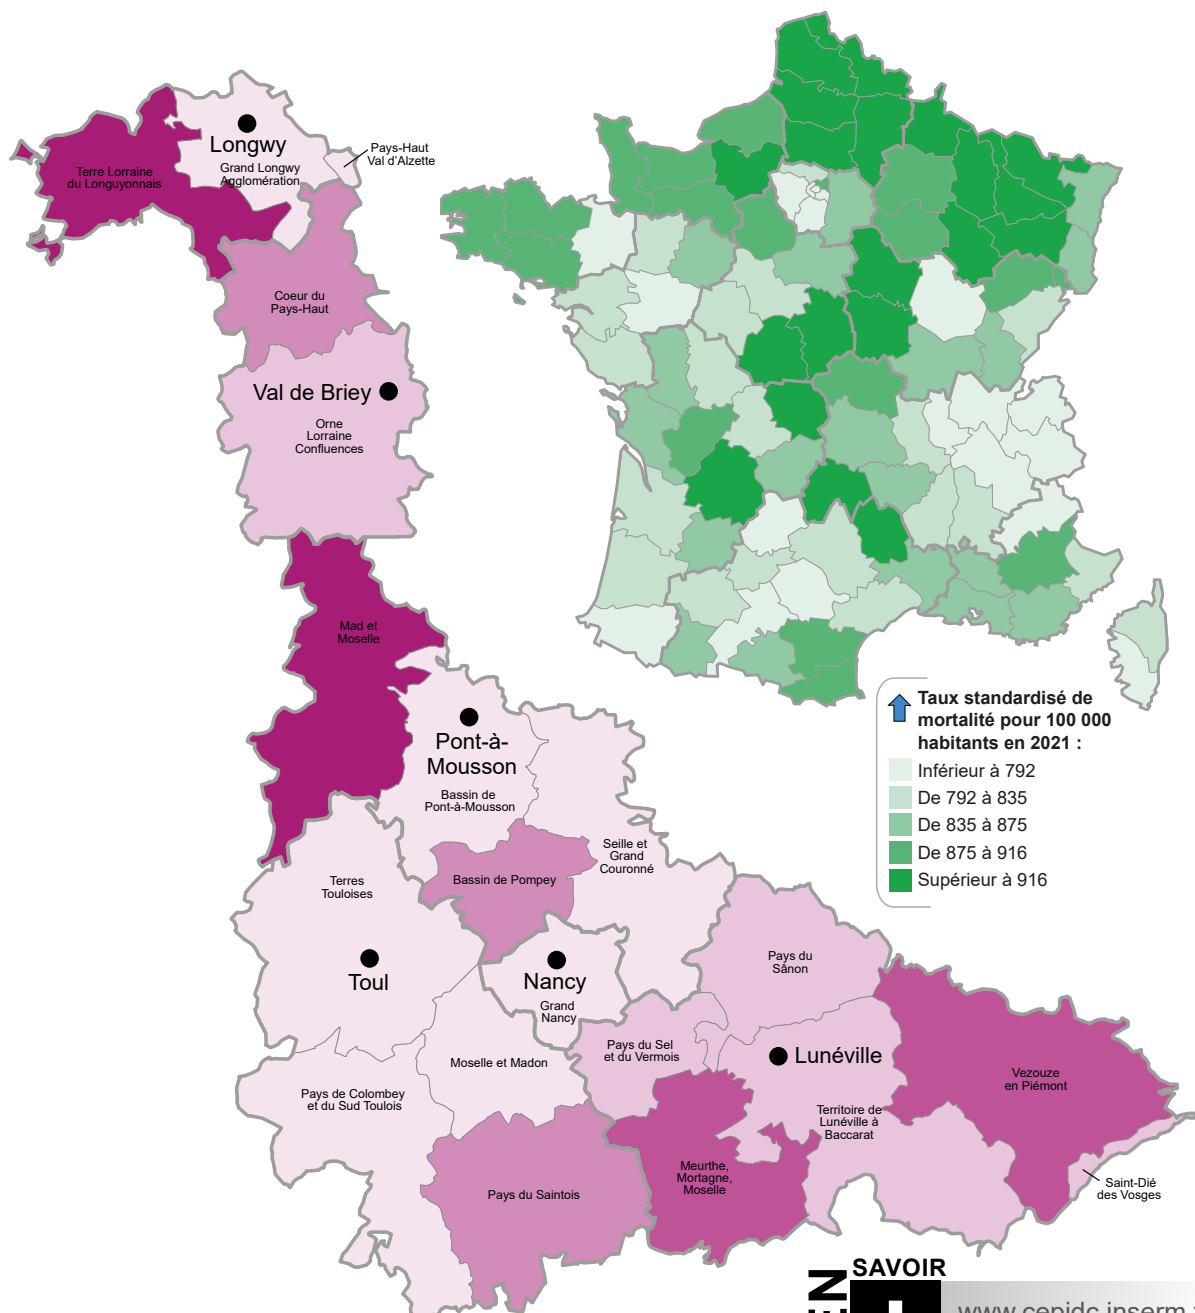 Longwy
Grand Longwy
Agglomération
Pays-Haut
Val d'Alzette
Terre Lorraine
du Longuyonnais
Coeur du
Pays-Haut
Val de Briey
Orne
Lorraine
Confluences
Mad et
Moselle
Pont-à-
Mousson
Bassin de
Pont-à-Mousson
Seille et
Grand
Couronné
Bassin de Pompey
Terres
Touloises
Toul
Nancy
Grand
Nancy
Pays du
Sânon
Pays du Sel
et du Vermois
Lunéville
Moselle et Madon
Vezouze
en Piémont
Pays de Colombey
et du Sud Toulois
Territoire de
Lunéville à
Baccarat
Meurthe,
Mortagne,
Moselle
Pays du Saintois
Saint-Dié
des Vosges
Taux standardisé de
mortalité pour 100 000
habitants en 2021 :
Inférieur à 792
De 792 à 835
De 835 à 875
De 875 à 916
Supérieur à 916
EN
SAVOIR
www.cepidc.inserm.